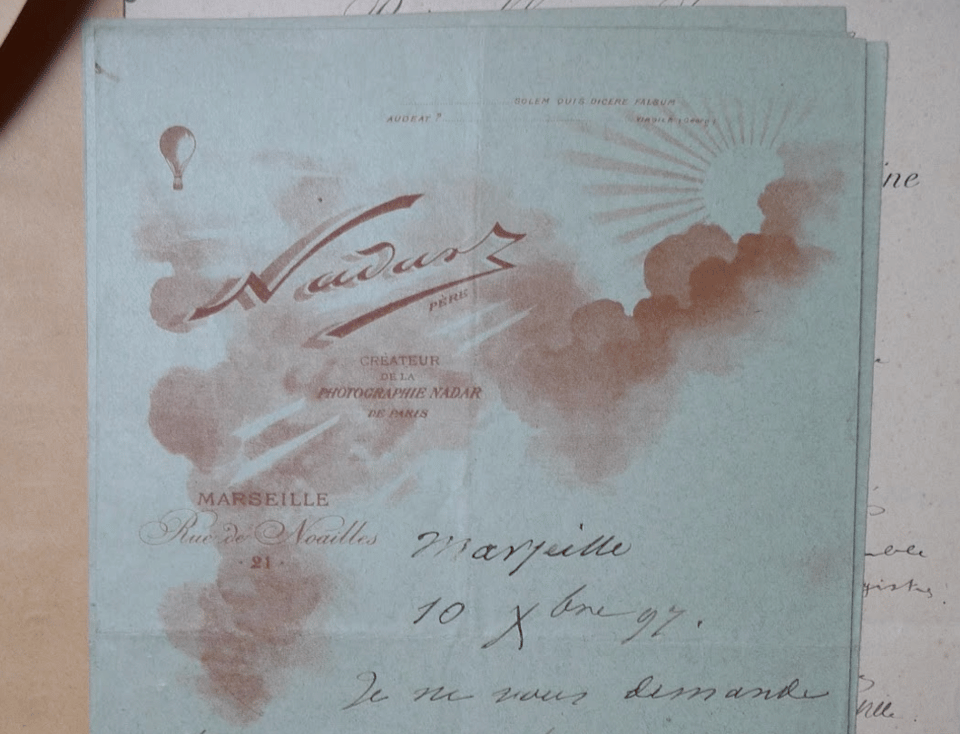 SOLEM QUIS DICERE FALSUM
AUDEAT ?
Nadar
PÈRE
CRÉATEUR
DE LA
PHOTOGRAPHIE NADAR
DE PARIS
MARSEILLE
Rue de Noailles
· 21 ·
Marseille
10 Xbre 97.
Je ne vous demande
ine